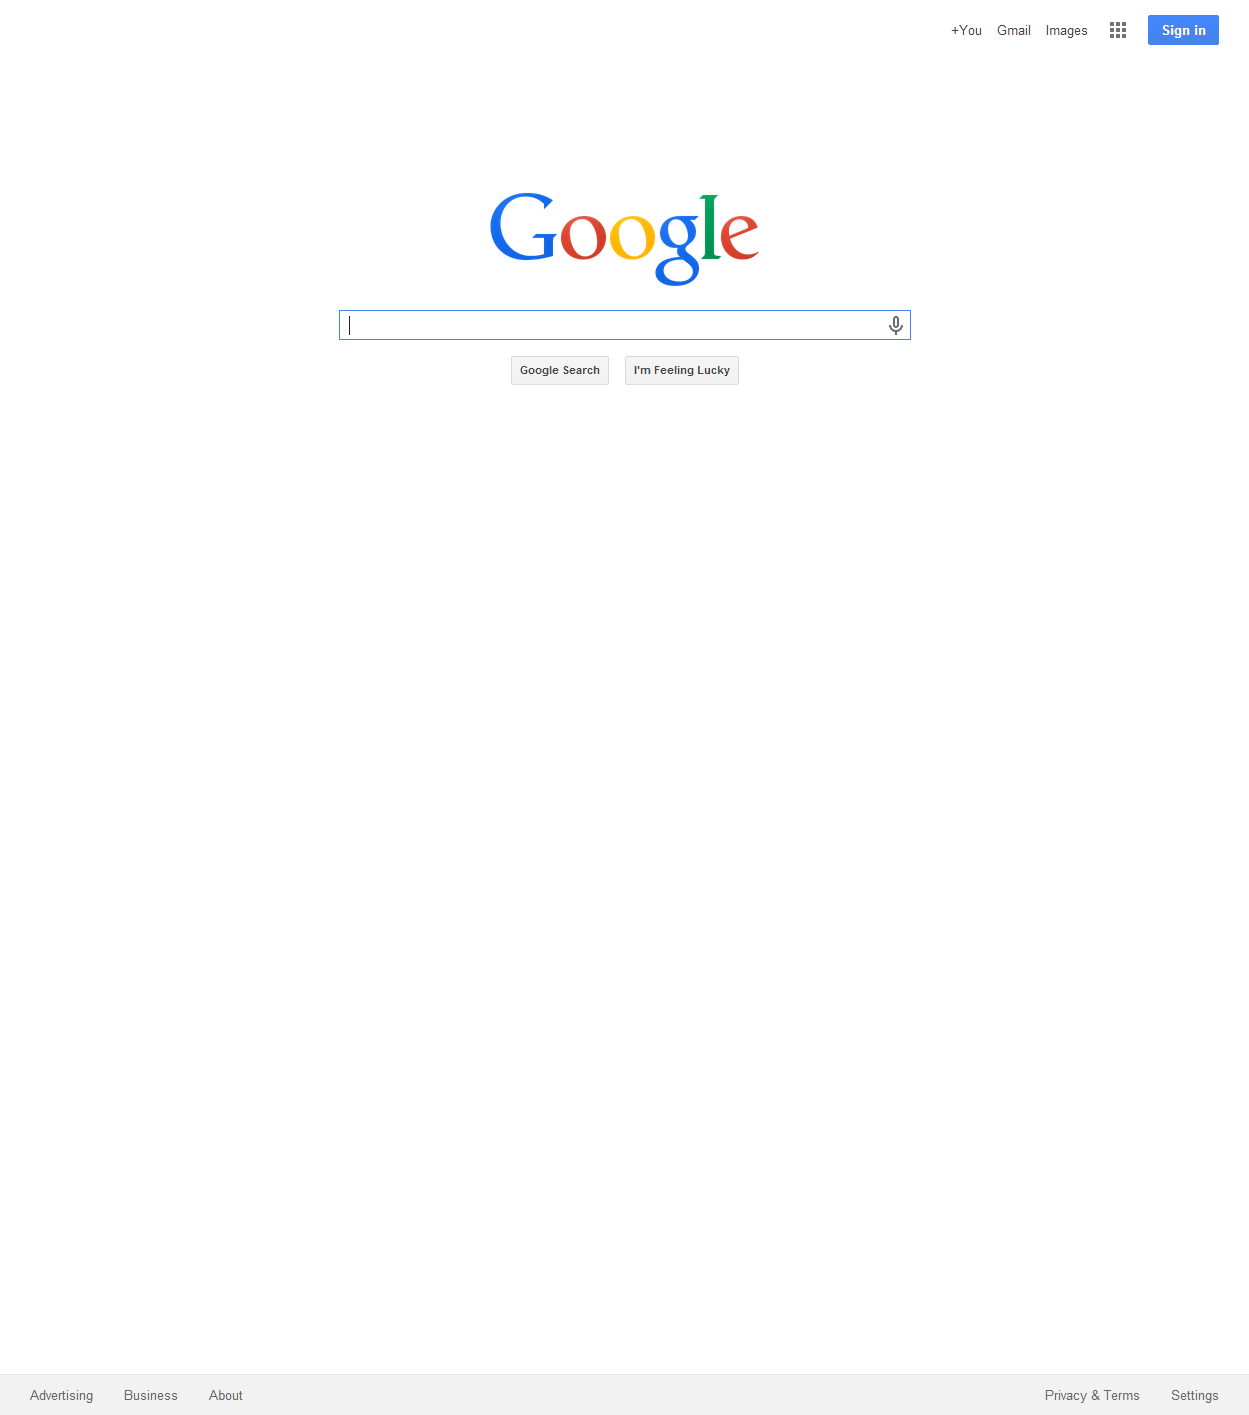 +You Gmail Images Sign in
Google
Google Search I'm Feeling Lucky
Advertising Business About Privacy & Terms Settings